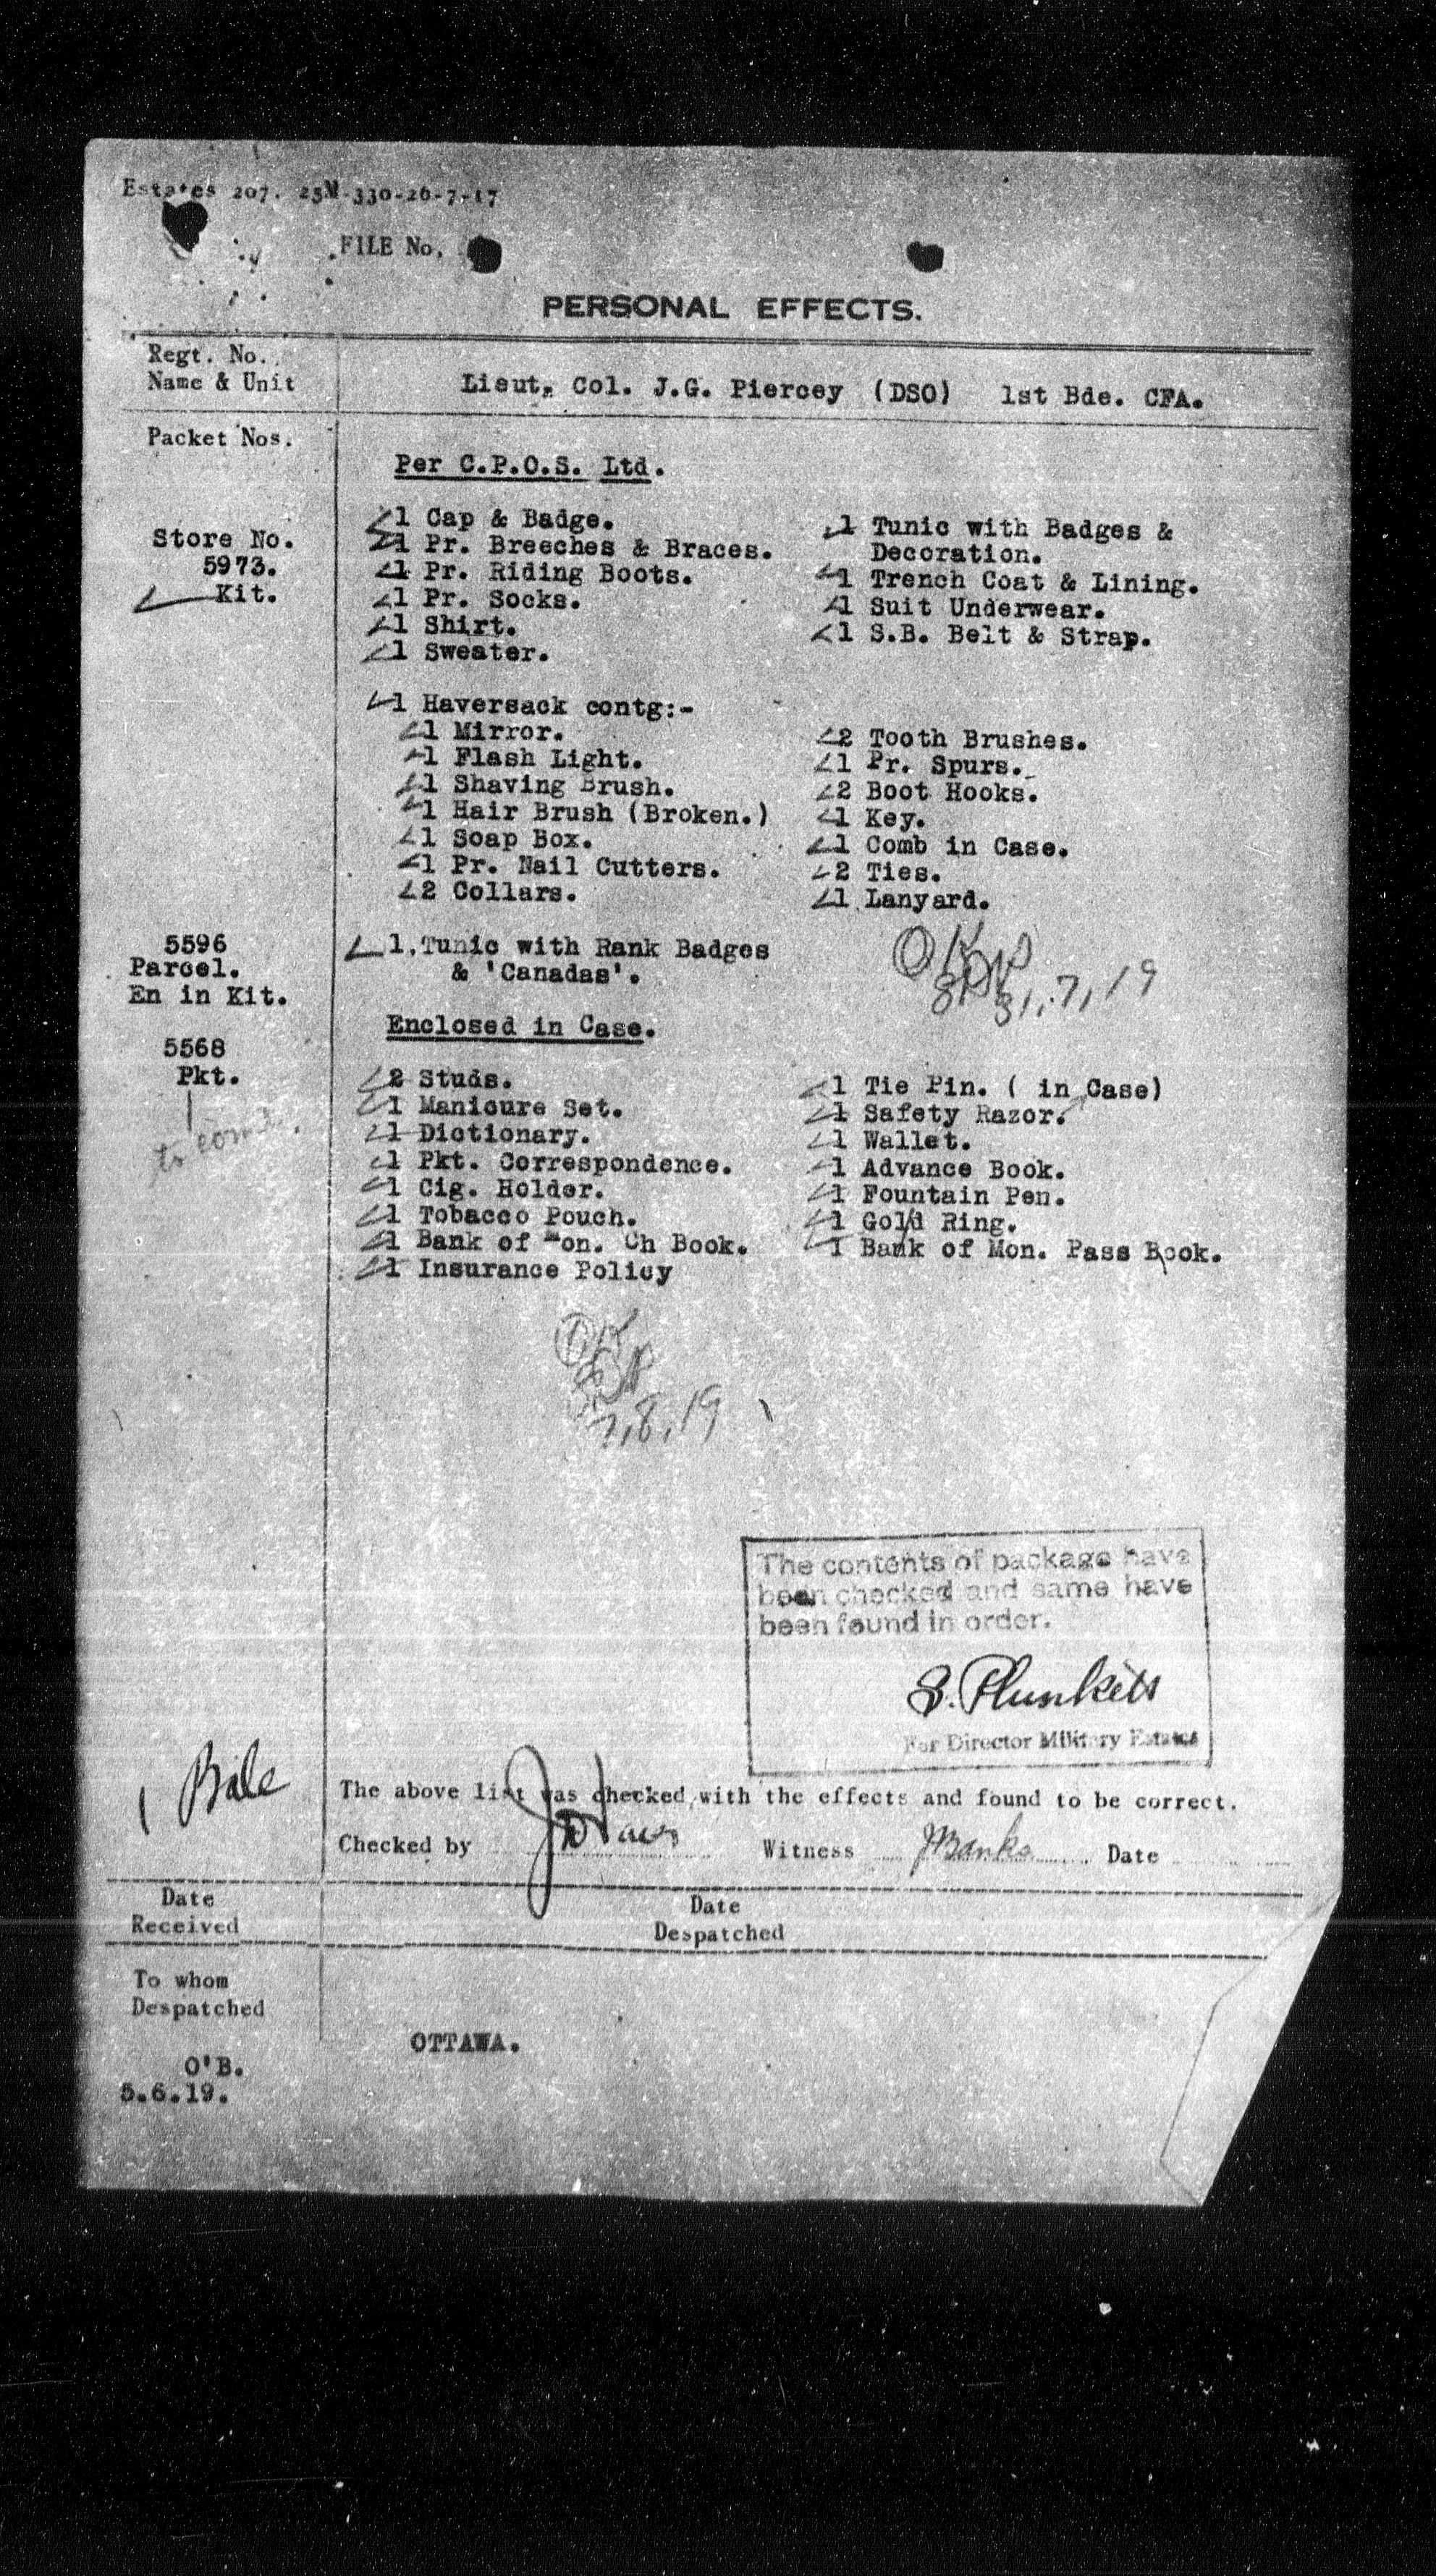 Estates 207. 25M-330-26-7-17
FILE No.
PERSONAL EFFECTS.
Regt. No.
Name & Unit
Lieut. Col. J.G. Piercey (DSO) 1st Bde. CFA.
Packet Nos.
Per C.P.O.S. Ltd.
Store No.
5973.
Kit.
1 Cap & Badge.
1 Pr. Breeches & Braces.
1 Pr. Riding Boots.
1 Pr. Socks.
1 Shirt.
1 Sweater.
1 Tunic with Badges &
Decoration.
1 Trench Coat & Lining.
1 Suit Underwear.
1 S.B. Belt & Strap.
1 Haversack contg:-
1 Mirror.
1 Flash Light.
1 Shaving Brush.
1 Hair Brush (Broken.)
1 Soap Box.
1 Pr. Nail Cutters.
2 Collars.
2 Tooth Brushes.
1 Pr. Spurs.
2 Boot Hooks.
1 Key.
1 Comb in Case.
2 Ties.
1 Lanyard.
5596
Parcel.
En in Kit.
1 Tunic with Rank Badges
& 'Canadas'.
OK
31,7,19
Enclosed in Case.
5568
Pkt.
2 Studs.
1 Manicure Set.
1 Dictionary.
1 Pkt. Correspondence.
1 Cig. Holder.
1 Tobacco Pouch.
1 Bank of Mon. Ch Book.
1 Insurance Policy
1 Tie Pin. ( in Case)
1 Safety Razor.
1 Wallet.
1 Advance Book.
1 Fountain Pen.
1 Gold Ring.
1 Bank of Mon. Pass Book.
OK
7,8,19
The contents of package have
been checked and same have
been found in order.
S. Plunkett
For Director Military Estates
1 Bale
The above list was checked with the effects and found to be correct.
Checked by
Witness JBanks Date
Date
Received
Date
Despatched
To whom
Despatched
OTTAWA.
O'B.
5.6.19.